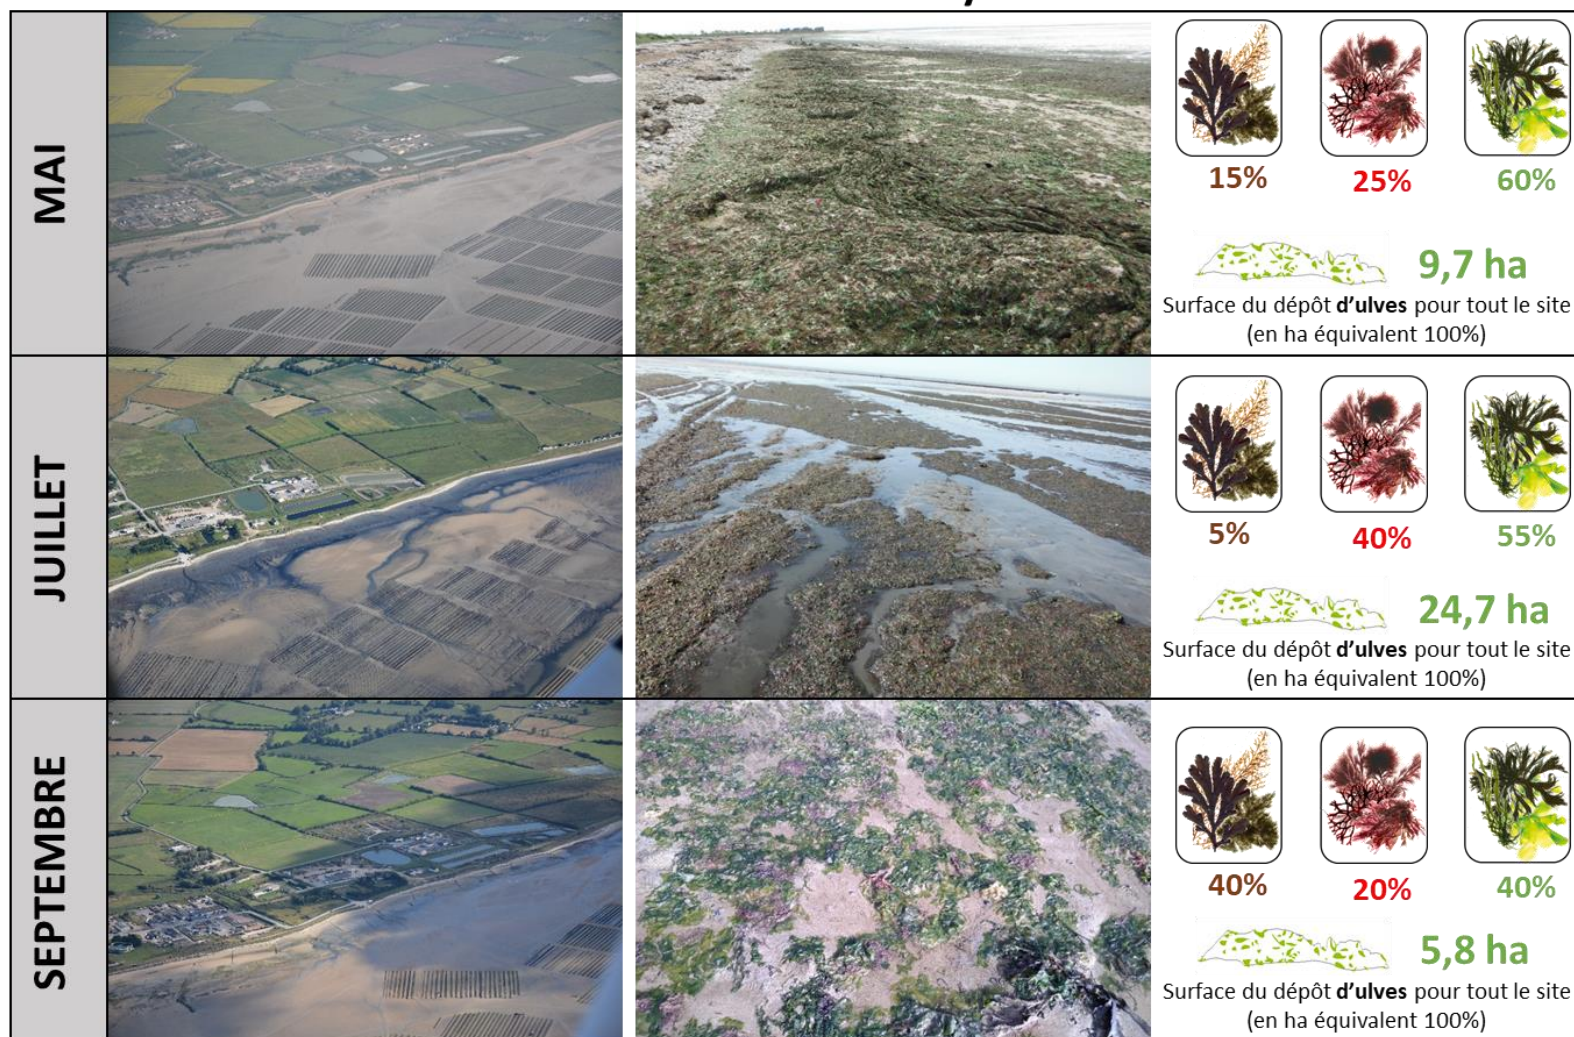 MAI
15%
25%
60%
9,7 ha
Surface du dépôt d'ulves pour tout le site
(en ha équivalent 100%)
JUILLET
5%
40%
55%
24,7 ha
Surface du dépôt d'ulves pour tout le site
(en ha équivalent 100%)
SEPTEMBRE
40%
20%
40%
5,8 ha
Surface du dépôt d'ulves pour tout le site
(en ha équivalent 100%)